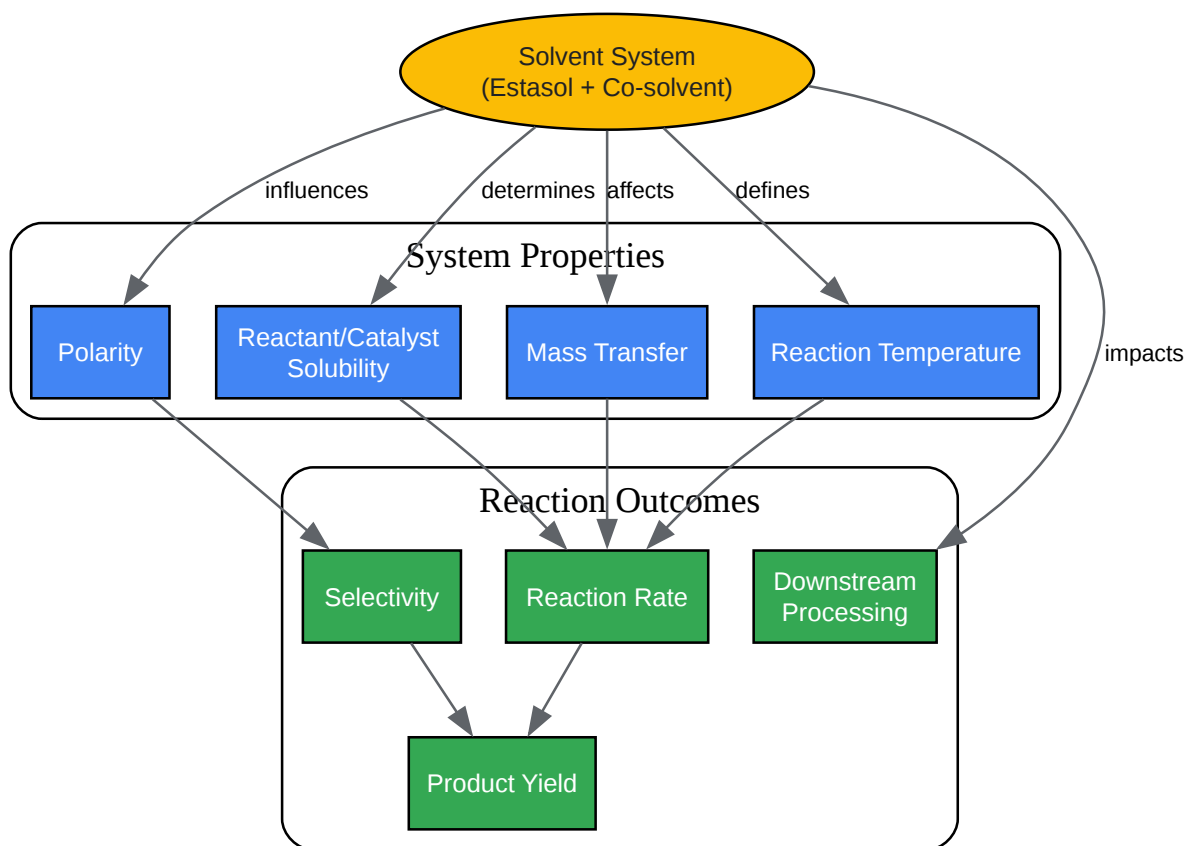 Solvent System
(Estasol + Co-solvent)
influences
determines
affects
defines
System Properties
Polarity
Reactant/Catalyst
Solubility
Mass Transfer
Reaction Temperature
impacts
Reaction Outcomes
Selectivity
Reaction Rate
Downstream
Processing
Product Yield